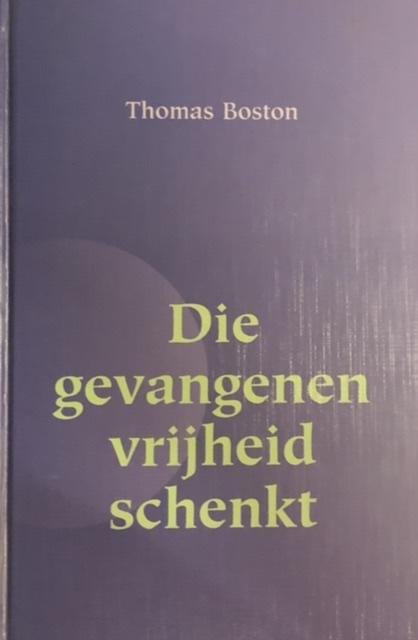 Thomas Boston
Die
gevangenen
vrijheid
schenkt